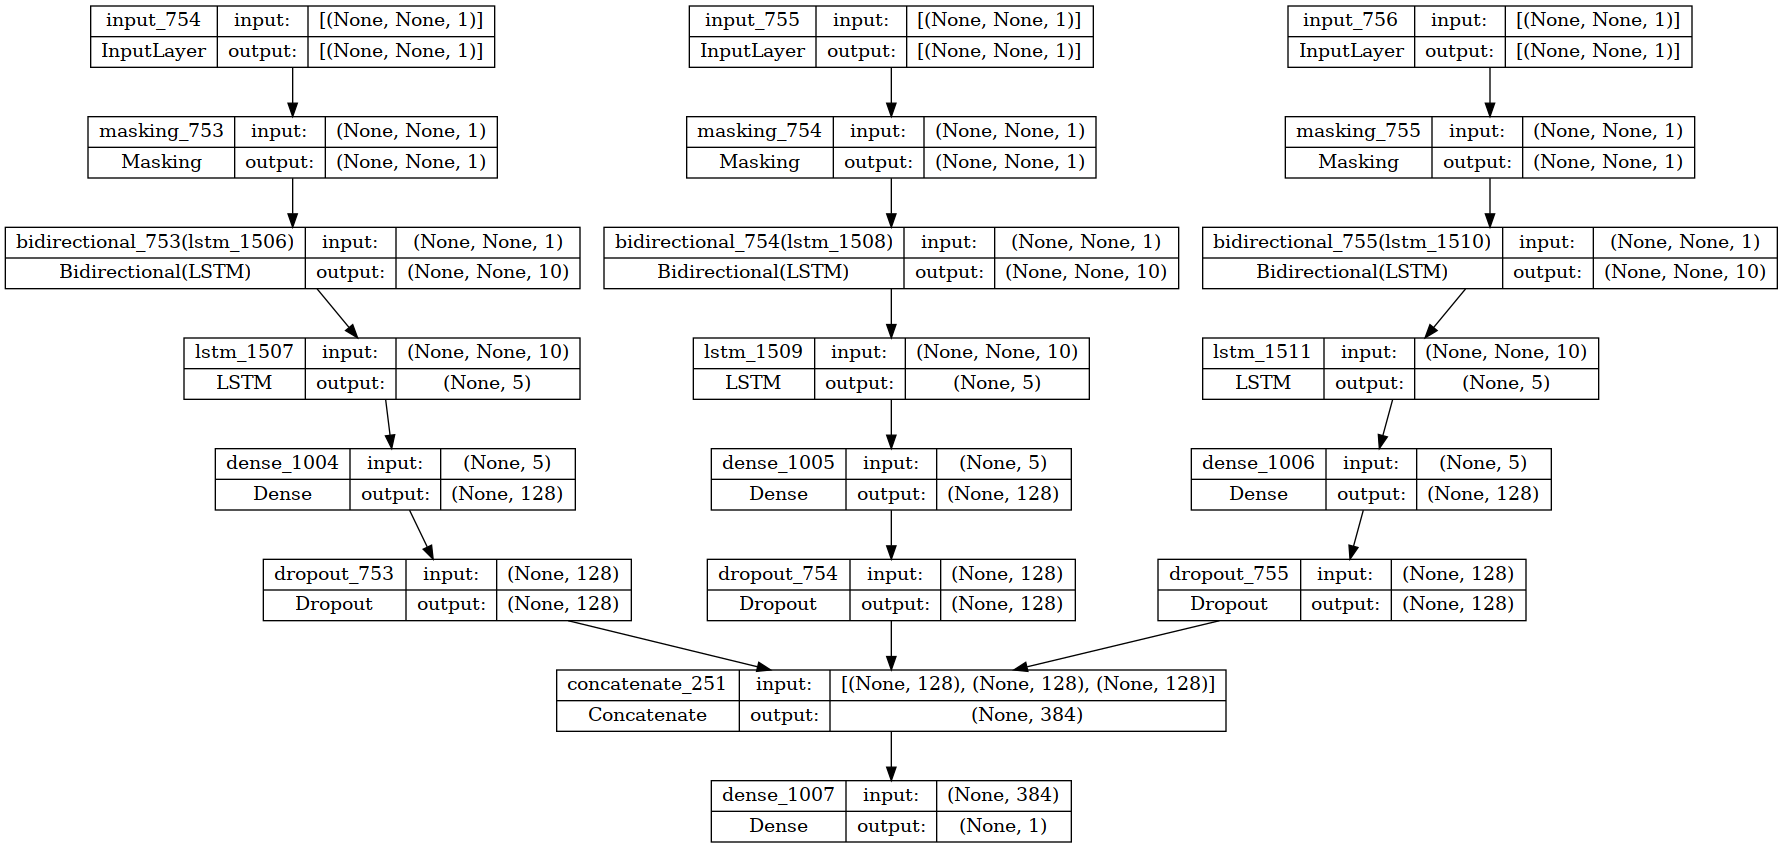 input_754 input: [(None, None, 1)]
InputLayer output: [(None, None, 1)]
input_755 input: [(None, None, 1)]
InputLayer output: [(None, None, 1)]
input_756 input: [(None, None, 1)]
InputLayer output: [(None, None, 1)]
masking_753 input: (None, None, 1)
Masking output: (None, None, 1)
masking_754 input: (None, None, 1)
Masking output: (None, None, 1)
masking_755 input: (None, None, 1)
Masking output: (None, None, 1)
bidirectional_753(lstm_1506) input: (None, None, 1)
Bidirectional(LSTM) output: (None, None, 10)
bidirectional_754(lstm_1508) input: (None, None, 1)
Bidirectional(LSTM) output: (None, None, 10)
bidirectional_755(lstm_1510) input: (None, None, 1)
Bidirectional(LSTM) output: (None, None, 10)
lstm_1507 input: (None, None, 10)
LSTM output: (None, 5)
lstm_1509 input: (None, None, 10)
LSTM output: (None, 5)
lstm_1511 input: (None, None, 10)
LSTM output: (None, 5)
dense_1004 input: (None, 5)
Dense output: (None, 128)
dense_1005 input: (None, 5)
Dense output: (None, 128)
dense_1006 input: (None, 5)
Dense output: (None, 128)
dropout_753 input: (None, 128)
Dropout output: (None, 128)
dropout_754 input: (None, 128)
Dropout output: (None, 128)
dropout_755 input: (None, 128)
Dropout output: (None, 128)
concatenate_251 input: [(None, 128), (None, 128), (None, 128)]
Concatenate output: (None, 384)
dense_1007 input: (None, 384)
Dense output: (None, 1)